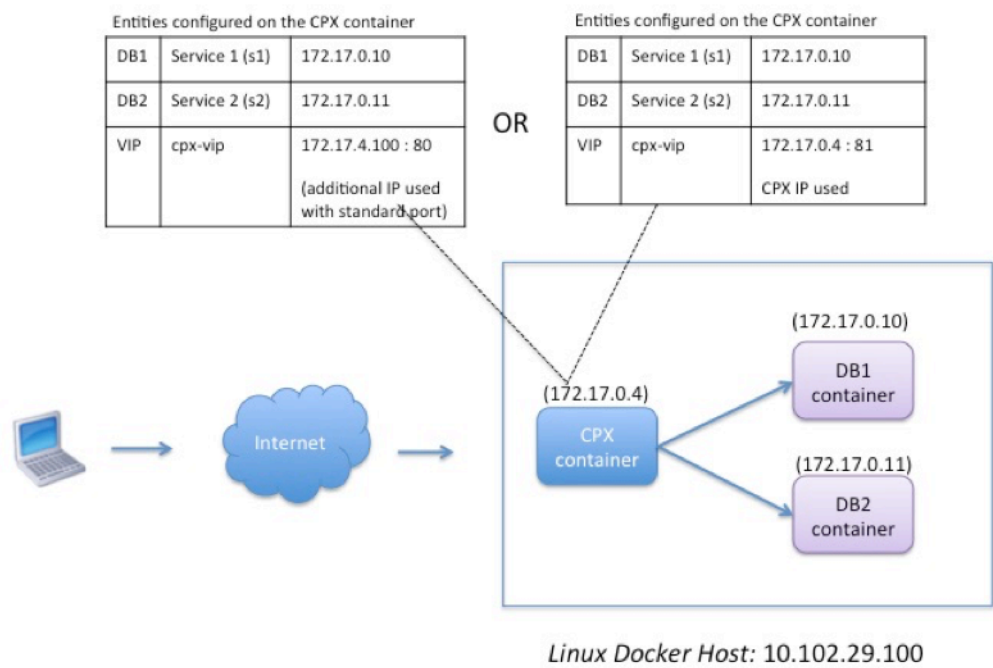 Entities configured on the CPX container
DB1 Service 1 (s1) 172.17.0.10
DB2 Service 2 (s2) 172.17.0.11
VIP cpx-vip 172.17.4.100 : 80
(additional IP used
with standard port)
OR
Entities configured on the CPX container
DB1 Service 1 (s1) 172.17.0.10
DB2 Service 2 (s2) 172.17.0.11
VIP cpx-vip 172.17.0.4 : 81
CPX IP used
Internet
(172.17.0.4)
CPX
container
(172.17.0.10)
DB1
container
(172.17.0.11)
DB2
container
Linux Docker Host: 10.102.29.100